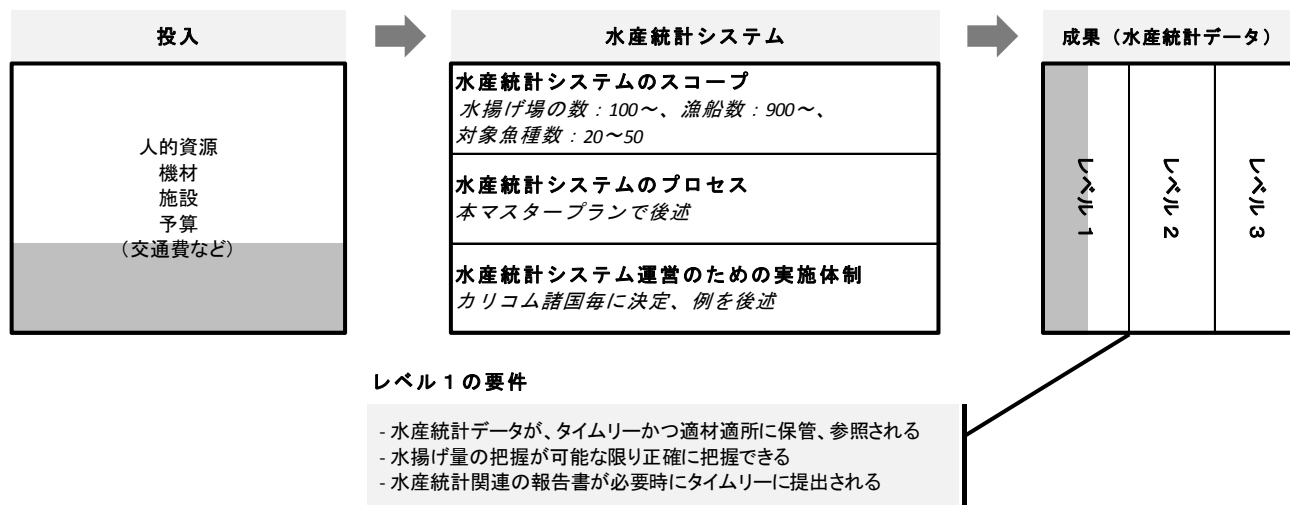 投入
水産統計システム
成果（水産統計データ）
人的資源
機材
施設
予算
（交通費など）
水産統計システムのスコープ
水揚げ場の数：100～、漁船数：900～、
対象魚種数：20～50
水産統計システムのプロセス
本マスタープランで後述
水産統計システム運営のための実施体制
カリコム諸国毎に決定、例を後述
レベル 1
レベル 2
レベル 3
レベル１の要件
- 水産統計データが、タイムリーかつ適材適所に保管、参照される
- 水揚げ量の把握が可能な限り正確に把握できる
- 水産統計関連の報告書が必要時にタイムリーに提出される